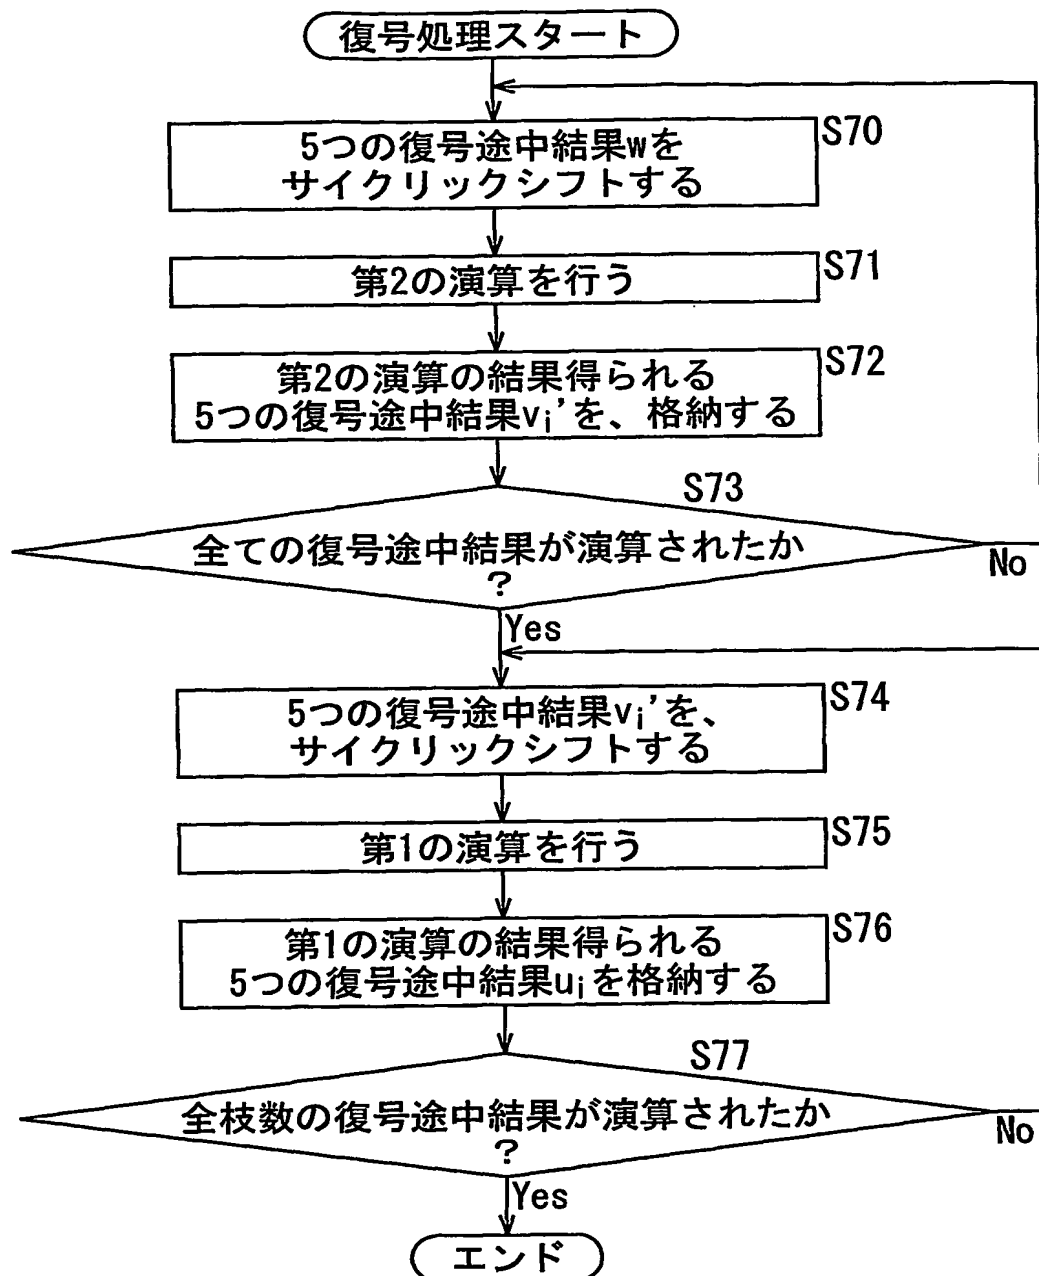 復号処理スタート
S70
5つの復号途中結果wを
サイクリックシフトする
S71
第2の演算を行う
S72
第2の演算の結果得られる
5つの復号途中結果vi’を、格納する
S73
全ての復号途中結果が演算されたか
?
No
Yes
S74
5つの復号途中結果vi’を、
サイクリックシフトする
S75
第1の演算を行う
S76
第1の演算の結果得られる
5つの復号途中結果uiを格納する
S77
全枝数の復号途中結果が演算されたか
?
No
Yes
エンド